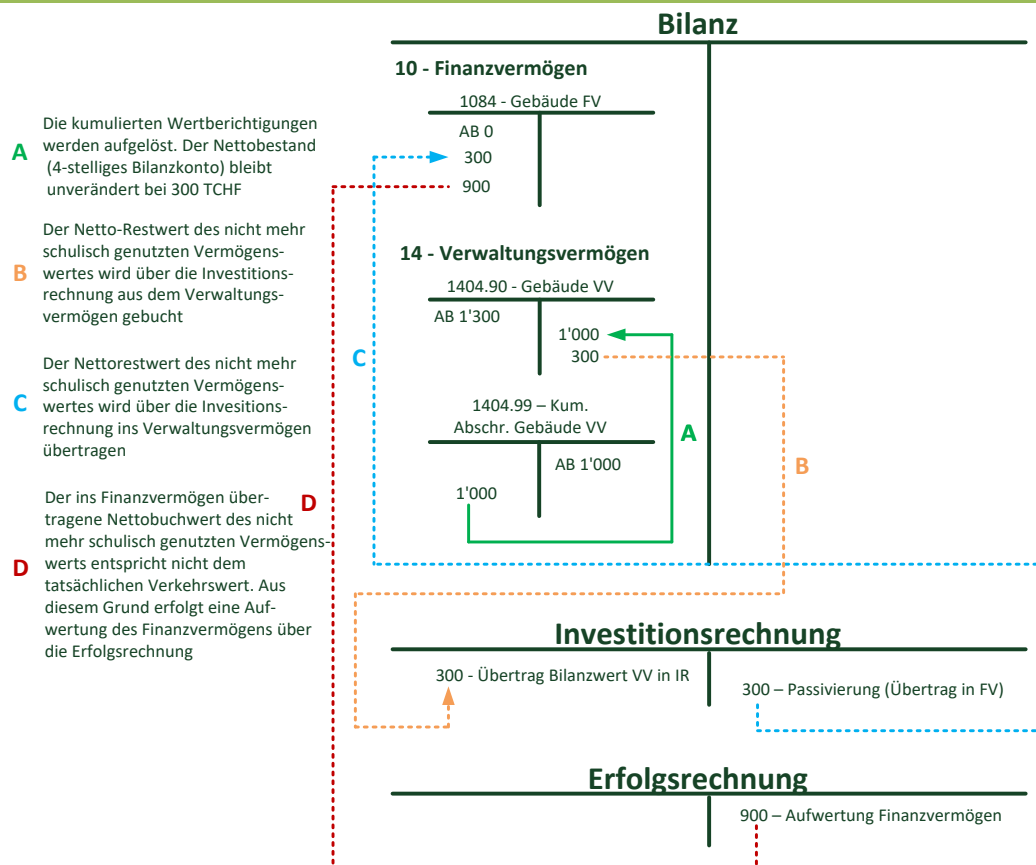 Bilanz
10 - Finanzvermögen
1084 - Gebäude FV
AB 0
300
900
A
Die kumulierten Wertberichtigungen
werden aufgelöst. Der Nettobestand
(4-stelliges Bilanzkonto) bleibt
unverändert bei 300 TCHF
B
Der Netto-Restwert des nicht mehr
schulisch genutzten Vermögens-
wertes wird über die Investitions-
rechnung aus dem Verwaltungs-
vermögen gebucht
C
Der Nettorestwert des nicht mehr
schulisch genutzten Vermögens-
wertes wird über die Invesitions-
rechnung ins Verwaltungsvermögen
übertragen
D
Der ins Finanzvermögen über-
tragene Nettobuchwert des nicht
mehr schulisch genutzten Vermögens-
werts entspricht nicht dem
tatsächlichen Verkehrswert. Aus
diesem Grund erfolgt eine Auf-
wertung des Finanzvermögens über
die Erfolgsrechnung
D
14 - Verwaltungsvermögen
1404.90 - Gebäude VV
AB 1'300
1'000
300
C
1404.99 – Kum.
Abschr. Gebäude VV
AB 1'000
1'000
A
B
Investitionsrechnung
300 - Übertrag Bilanzwert VV in IR
300 – Passivierung (Übertrag in FV)
Erfolgsrechnung
900 – Aufwertung Finanzvermögen